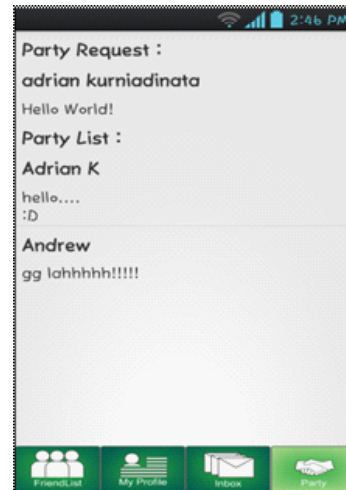 2:46 PM
Party Request :
adrian kurniadinata
Hello World!
Party List :
Adrian K
hello....
:D
Andrew
gg lahhhhh!!!!!
FriendList
My Profile
Inbox
Party